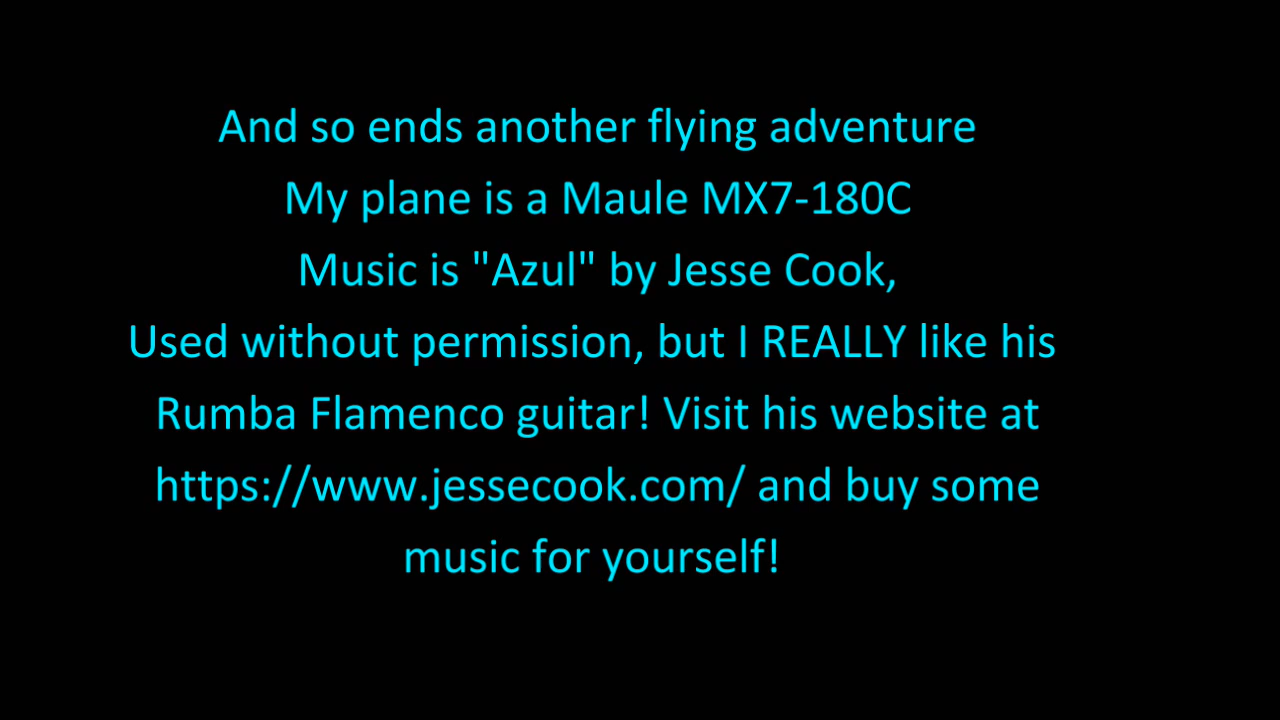 And so ends another flying adventure
My plane is a Maule MX7-180C
Music is "Azul" by Jesse Cook,
Used without permission, but I REALLY like his
Rumba Flamenco guitar! Visit his website at
https://www.jessecook.com/ and buy some
music for yourself!